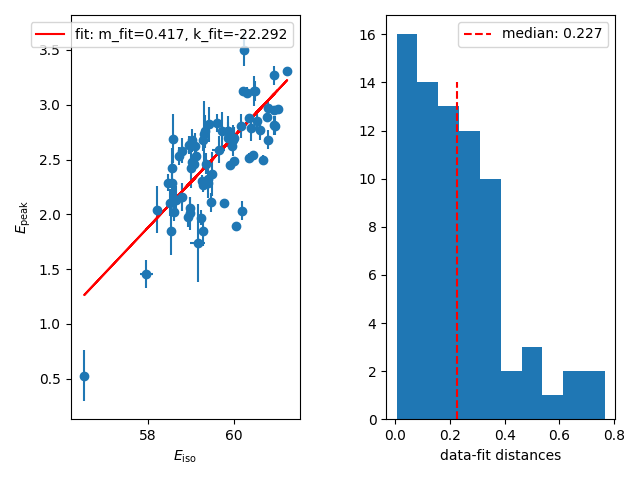 fit: m_fit=0.417, k_fit=-22.292
3.5
3.0
2.5
2.0
1.5
1.0
0.5
E_peak
58 60
E_iso
median: 0.227
16
14
12
10
8
6
4
2
0
0.0 0.2 0.4 0.6 0.8
data-fit distances